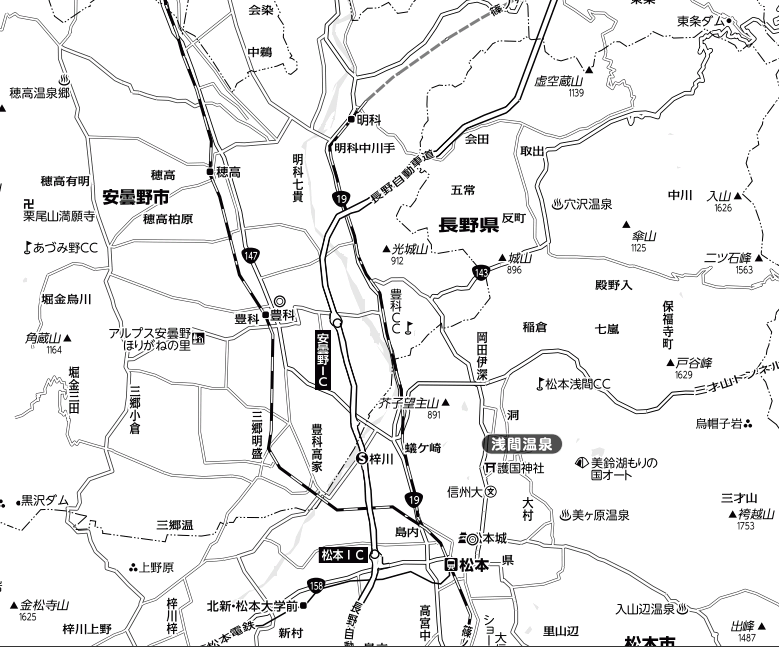 会染
東条ダム
中鵜
穂高温泉郷
虚空蔵山
1139
明科
明科中川手
会田
取出
明科七貴
長野自動車道
穂高
穂高
穂高有明
安曇野市
栗尾山満願寺
穂高柏原
19
五常
長野県
反町
穴沢温泉
中川
入山
1626
傘山
1125
あづみ野CC
147
光城山
912
城山
896
143
二ツ石峰
1563
堀金烏川
殿野入
豊科
豊科
豊科CC
保福寺町
稲倉
七嵐
アルプス安曇野
ほりがねの里
角蔵山
1164
安曇野IC
岡田伊深
戸谷峰
1629
三才山トンネル
堀金三田
三郷小倉
松本浅間CC
芥子望主山
891
洞
烏帽子岩
三郷明盛
豊科高家
蟻ケ崎
浅間温泉
梓川
護国神社
美鈴湖もりの
国オート
信州大
黒沢ダム
19
大村
美ヶ原温泉
三才山
袴越山
1753
三郷温
島内
本城
松本IC
松本
県
上野原
158
金松寺山
1625
梓川梓
北新・松本大学前
入山辺温泉
梓川上野
松本電鉄
新村
長野自
高宮中
里山辺
松本市
出峰
1487